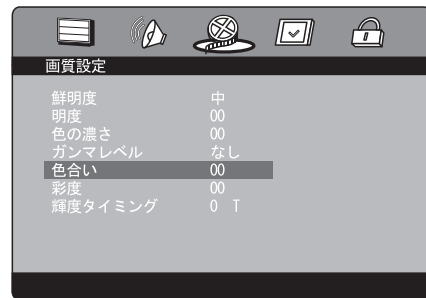 画質設定
鮮明度 中
明度 00
色の濃さ 00
ガンマレベル なし
色合い 00
彩度 00
輝度タイミング 0 T